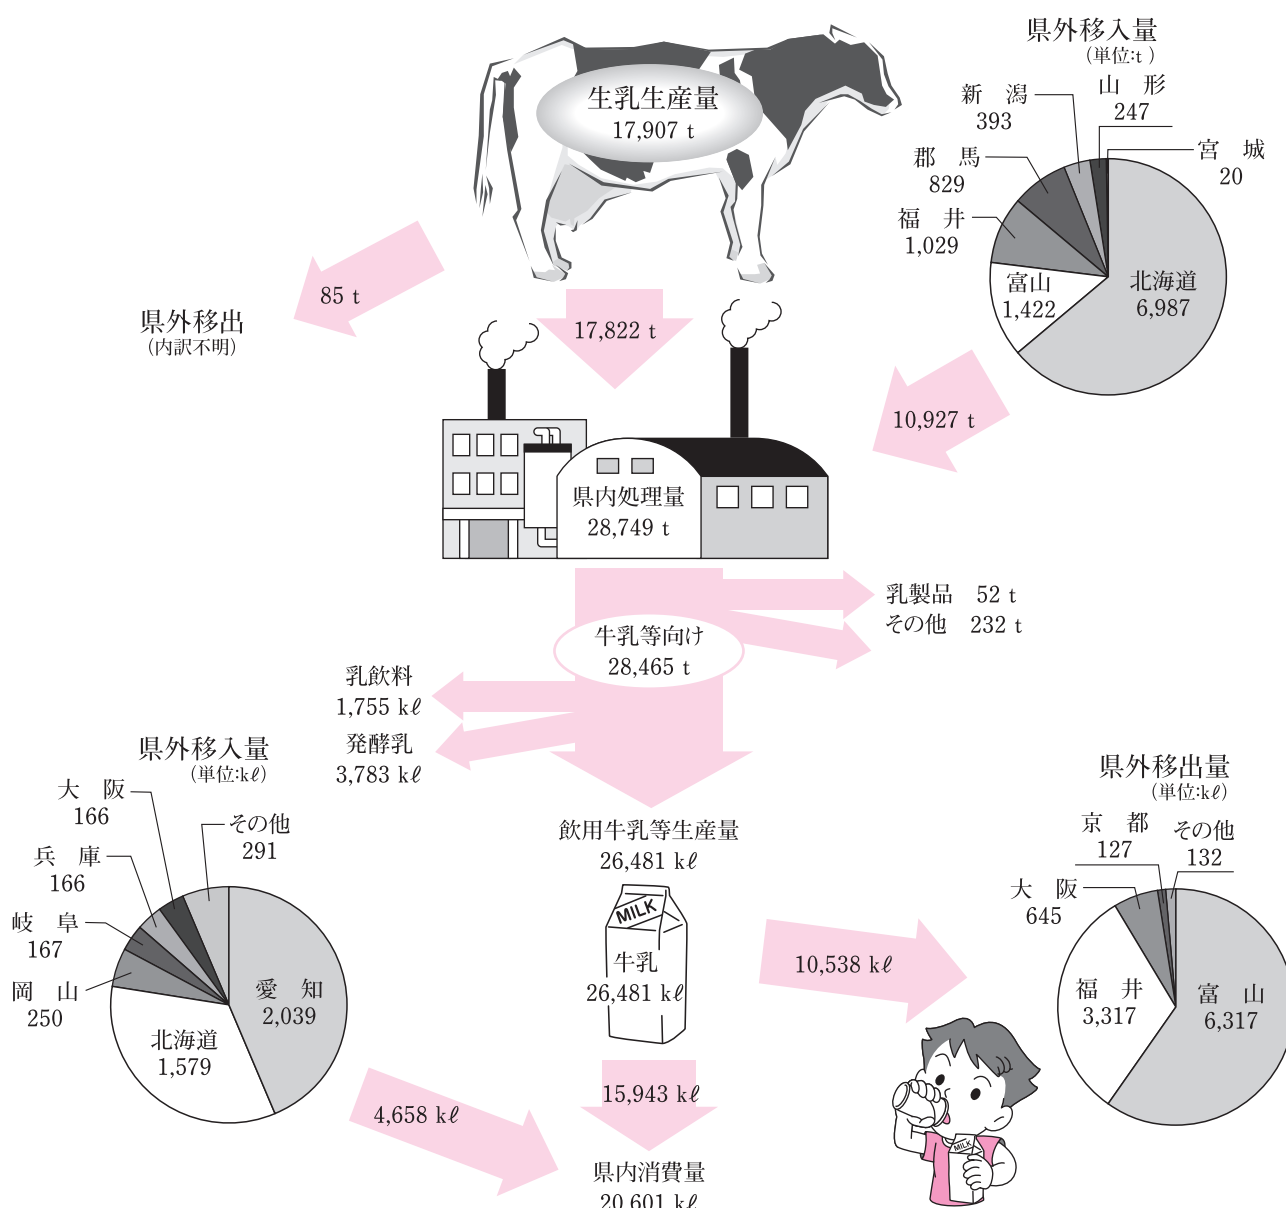 生乳生産量
17,907 t
県外移入量
(単位:t)
新潟
393
山形
247
郡馬
829
宮城
20
福井
1,029
富山
1,422
北海道
6,987
85 t
県外移出
(内訳不明)
17,822 t
10,927 t
県内処理量
28,749 t
乳製品 52 t
その他 232 t
牛乳等向け
28,465 t
乳飲料
1,755 kℓ
発酵乳
3,783 kℓ
県外移入量
(単位:kℓ)
大阪
166
その他
291
兵庫
166
岐阜
167
岡山
250
愛知
2,039
北海道
1,579
飲用牛乳等生産量
26,481 kℓ
MILK
牛乳
26,481 kℓ
10,538 kℓ
県外移出量
(単位:kℓ)
京都
127
その他
132
大阪
645
福井
3,317
富山
6,317
4,658 kℓ
15,943 kℓ
MILK
県内消費量
20,601 kℓ